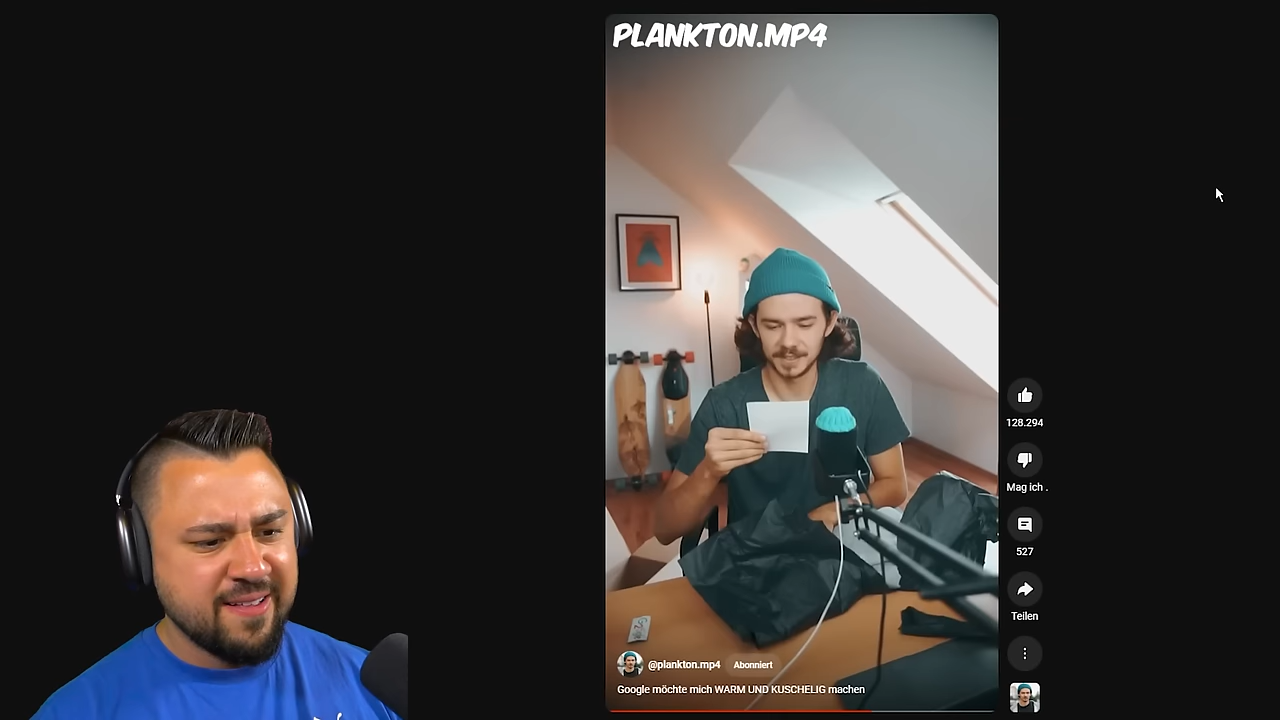 PLANKTON.MP4
128.294
Mag ich .
527
Teilen
@plankton.mp4
Abonniert
Google möchte mich WARM UND KUSCHELIG machen